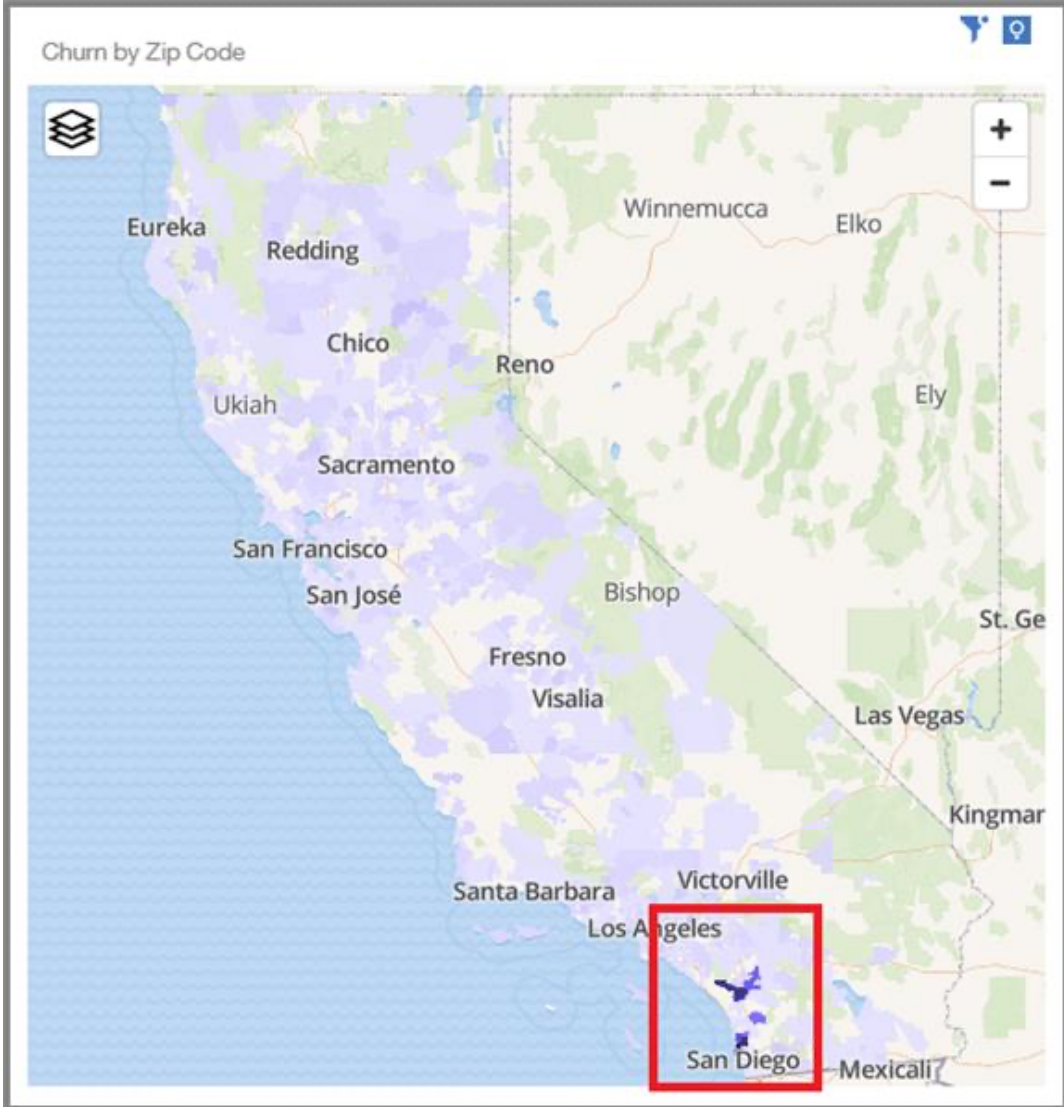 Churn by Zip Code
+
−
Winnemucca
Elko
Eureka
Redding
Chico
Reno
Ely
Ukiah
Sacramento
San Francisco
San José
Bishop
St. Ge
Fresno
Visalia
Las Vegas
Kingmar
Victorville
Santa Barbara
Los Angeles
San Diego
Mexicali